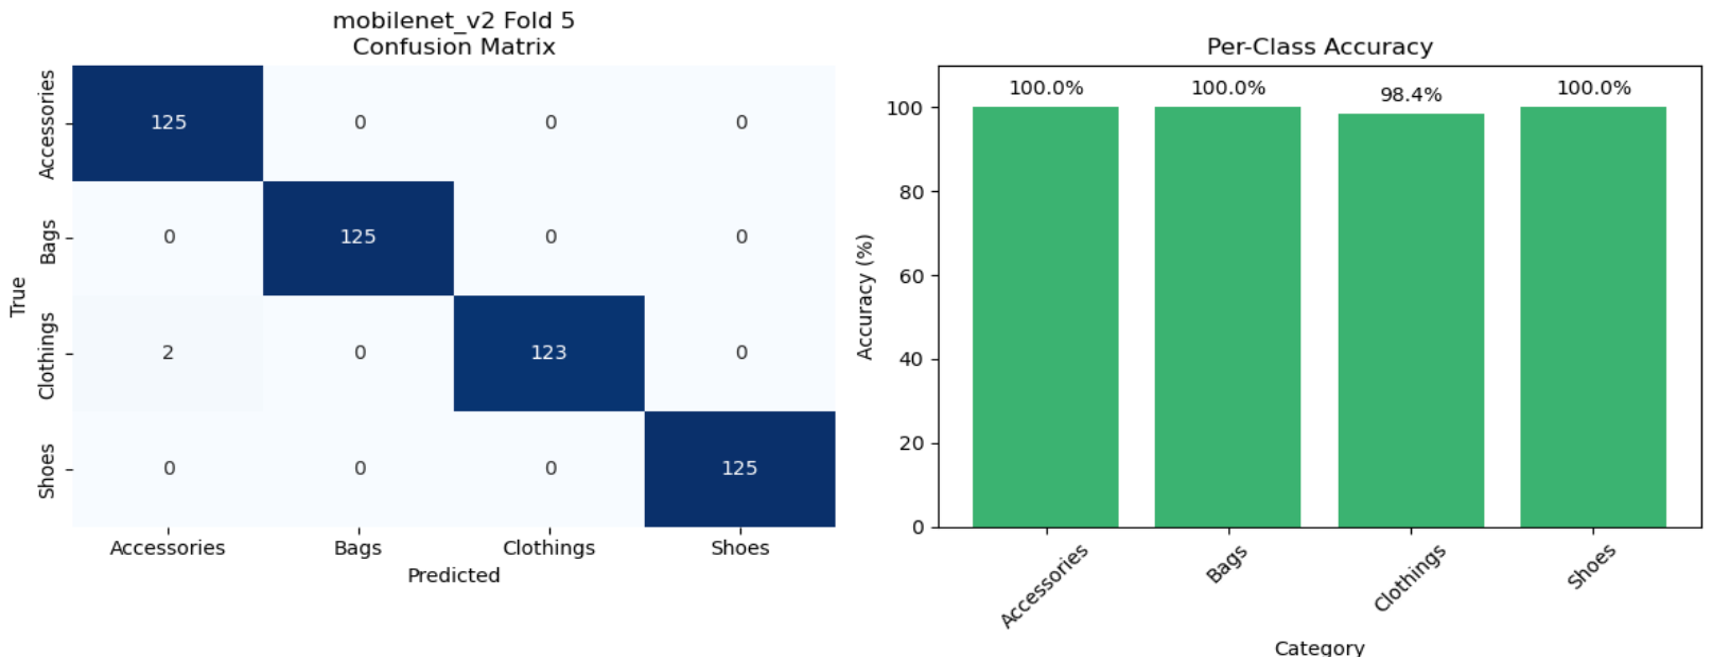 mobilenet_v2 Fold 5
Confusion Matrix
True
Accessories
125 0 0 0
Bags
0 125 0 0
Clothings
2 0 123 0
Shoes
0 0 0 125
Accessories Bags Clothings Shoes
Predicted
Per-Class Accuracy
Accuracy (%)
100.0% 100.0% 98.4% 100.0%
100
80
60
40
20
0
Accessories Bags Clothings Shoes
Category